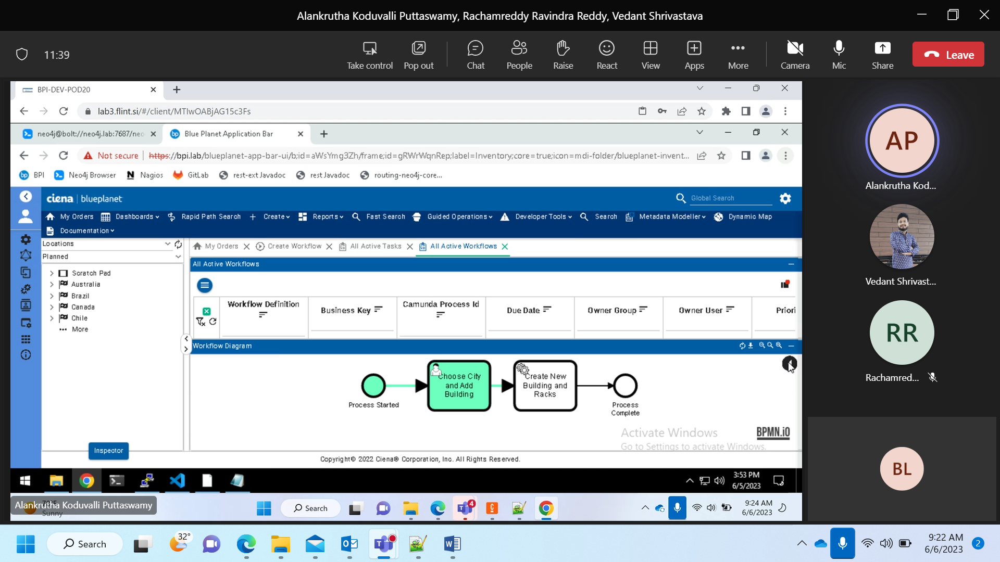 Alankrutha Koduvalli Puttaswamy, Rachamreddy Ravindra Reddy, Vedant Shrivastava
11:39
Take control Pop out Chat People Raise React View Apps More Camera Mic Share Leave
BPI-DEV-POD20
lab3.flint.si/#/client/MTIwOABjAG15c3Fs
neo4j@bolt://neo4j.lab:7687/neo Blue Planet Application Bar
Not secure https://bpi.lab/blueplanet-app-bar-ui/b;id=aWsYmg3Zh/frame;id=gRWrWqnRep;label=Inventory;core=true;icon=mdi-folder/blueplanet-invent...
bp BPI Neo4j Browser N Nagios GitLab rest-ext Javadoc rest Javadoc routing-neo4j-core...
ciena blueplanet Global Search
My Orders Dashboards Rapid Path Search Create Reports Fast Search Guided Operations Developer Tools Search Metadata Modeller Dynamic Map
Documentation
Locations
Planned
Scratch Pad
Australia
Brazil
Canada
Chile
More
Inspector
My Orders Create Workflow All Active Tasks All Active Workflows
All Active Workflows
Workflow Definition Business Key Camunda Process Id Due Date Owner Group Owner User Priori
Workflow Diagram
Choose City
and Add
Building
Create New
Building and
Racks
Process Started
Process
Complete
Activate Windows
Go to Settings to activate Windows.
BPMN.iO
Copyright© 2022 Ciena® Corporation, Inc. All Rights Reserved.
3:53 PM
6/5/2023
Alankrutha Koduvalli Puttaswamy
Sunny
Search
4
9:24 AM
6/6/2023
AP
Alankrutha Kod...
Vedant Shrivast...
RR
Rachamred...
BL
Search
32°
9:22 AM
6/6/2023
2